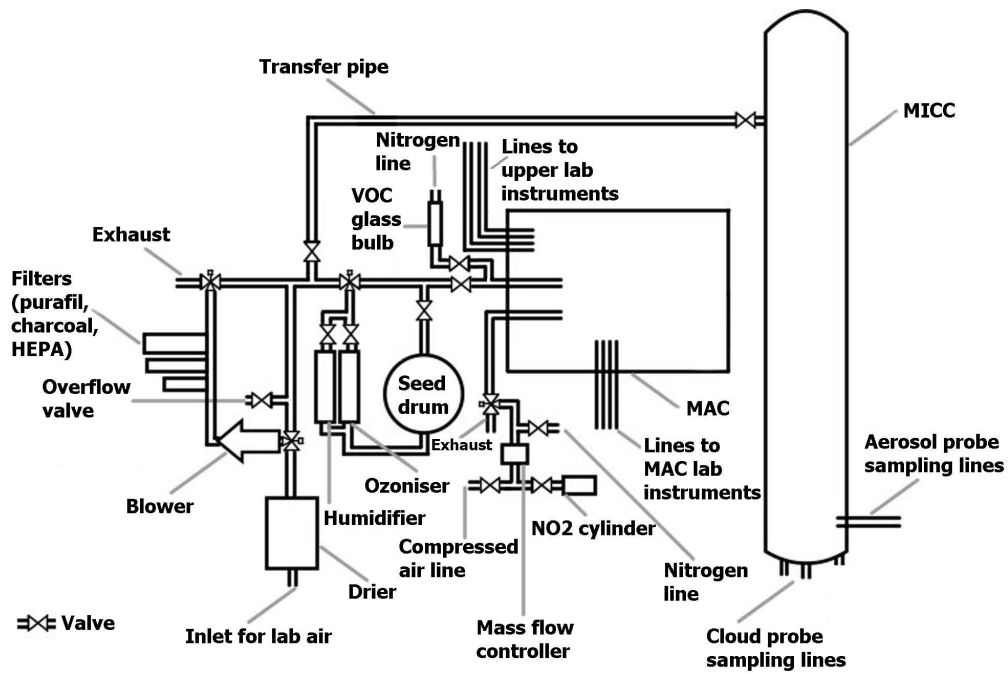 Transfer pipe
MICC
Nitrogen
line
Lines to
upper lab
instruments
VOC
glass
bulb
Exhaust
Filters
(purafil,
charcoal,
HEPA)
Overflow
valve
Seed
drum
MAC
Exhaust
Aerosol probe
sampling lines
Lines to
MAC lab
instruments
Blower
Ozoniser
Humidifier
NO2 cylinder
Compressed
air line
Drier
Nitrogen
line
Valve
Inlet for lab air
Mass flow
controller
Cloud probe
sampling lines